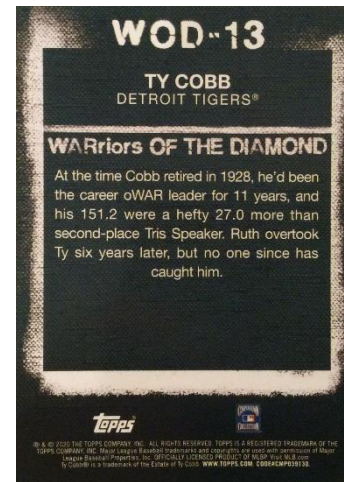 WOD-13
TY COBB
DETROIT TIGERS®
WARriors OF THE DIAMOND
At the time Cobb retired in 1928, he'd been
the career oWAR leader for 11 years, and
his 151.2 were a hefty 27.0 more than
second-place Tris Speaker. Ruth overtook
Ty six years later, but no one since has
caught him.
Topps
® & © 2020 THE TOPPS COMPANY, INC. ALL RIGHTS RESERVED. TOPPS IS A REGISTERED TRADEMARK OF THE
TOPPS COMPANY, INC. Major League Baseball trademarks and copyrights are used with permission of Major
League Baseball Properties, Inc. OFFICIALLY LICENSED PRODUCT OF MLBP Visit MLB.com
Ty Cobb® is a trademark of the Estate of Ty Cobb. WWW.TOPPS.COM. CODE#CMP039130.